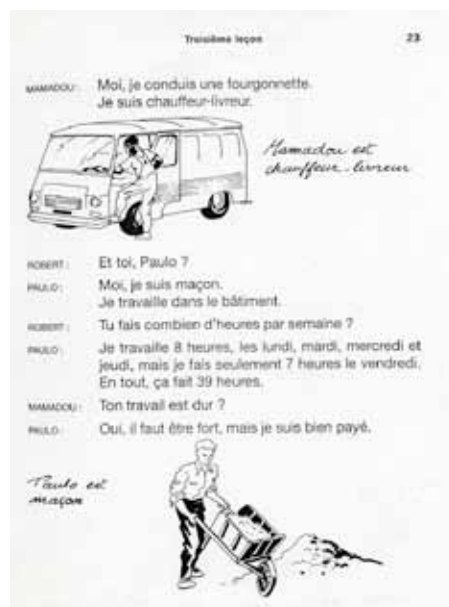 Troisième leçon 23
MAMADOU : Moi, je conduis une fourgonnette.
Je suis chauffeur-livreur.
Mamadou est
chauffeur-livreur
ROBERT : Et toi, Paulo ?
PAULO : Moi, je suis maçon.
Je travaille dans le bâtiment.
ROBERT : Tu fais combien d'heures par semaine ?
PAULO : Je travaille 8 heures, les lundi, mardi, mercredi et
jeudi, mais je fais seulement 7 heures le vendredi.
En tout, ça fait 39 heures.
MAMADOU : Ton travail est dur ?
PAULO : Oui, il faut être fort, mais je suis bien payé.
Paulo est
maçon